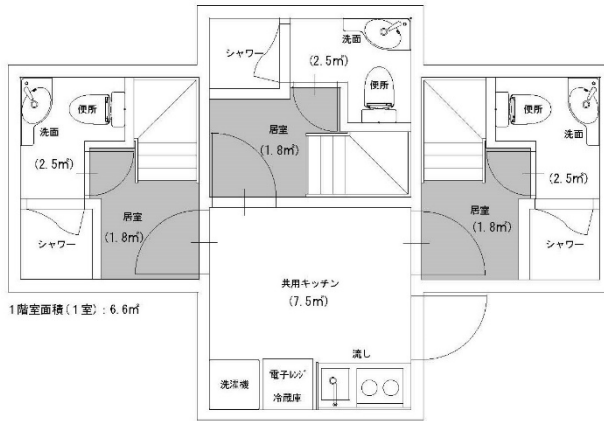 シャワー
洗面
(2.5㎡)
便所
居室
(1.8㎡)
便所
洗面
(2.5㎡)
居室
(1.8㎡)
シャワー
便所
洗面
(2.5㎡)
居室
(1.8㎡)
シャワー
1階室面積(1室):6.6㎡
共用キッチン
(7.5㎡)
流し
洗濯機
電子レンジ
冷蔵庫